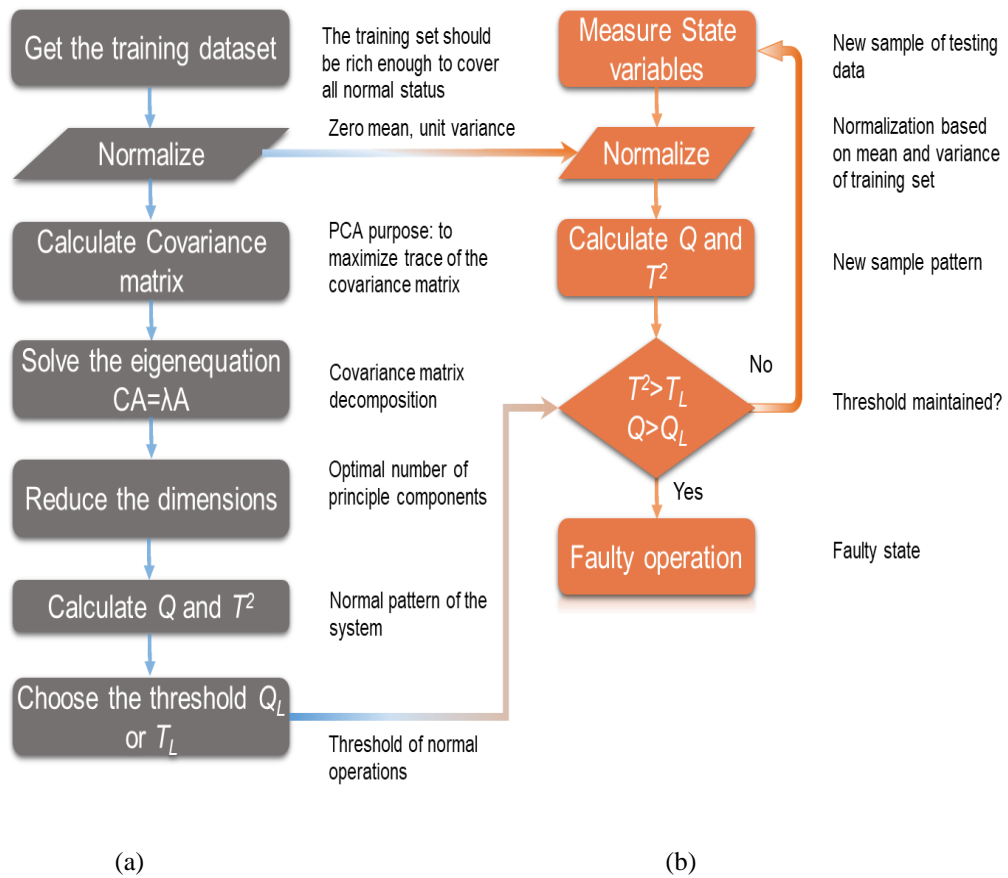 Get the training dataset
The training set should
be rich enough to cover
all normal status
Normalize
Zero mean, unit variance
Calculate Covariance
matrix
PCA purpose: to
maximize trace of the
covariance matrix
Solve the eigenequation
CA=λA
Covariance matrix
decomposition
Reduce the dimensions
Optimal number of
principle components
Calculate Q and T²
Normal pattern of the
system
Choose the threshold Q_L
or T_L
Threshold of normal
operations
(a)
Measure State
variables
New sample of testing
data
Normalize
Normalization based
on mean and variance
of training set
Calculate Q and
T²
New sample pattern
T²>T_L
Q>Q_L
No
Threshold maintained?
Yes
Faulty operation
Faulty state
(b)